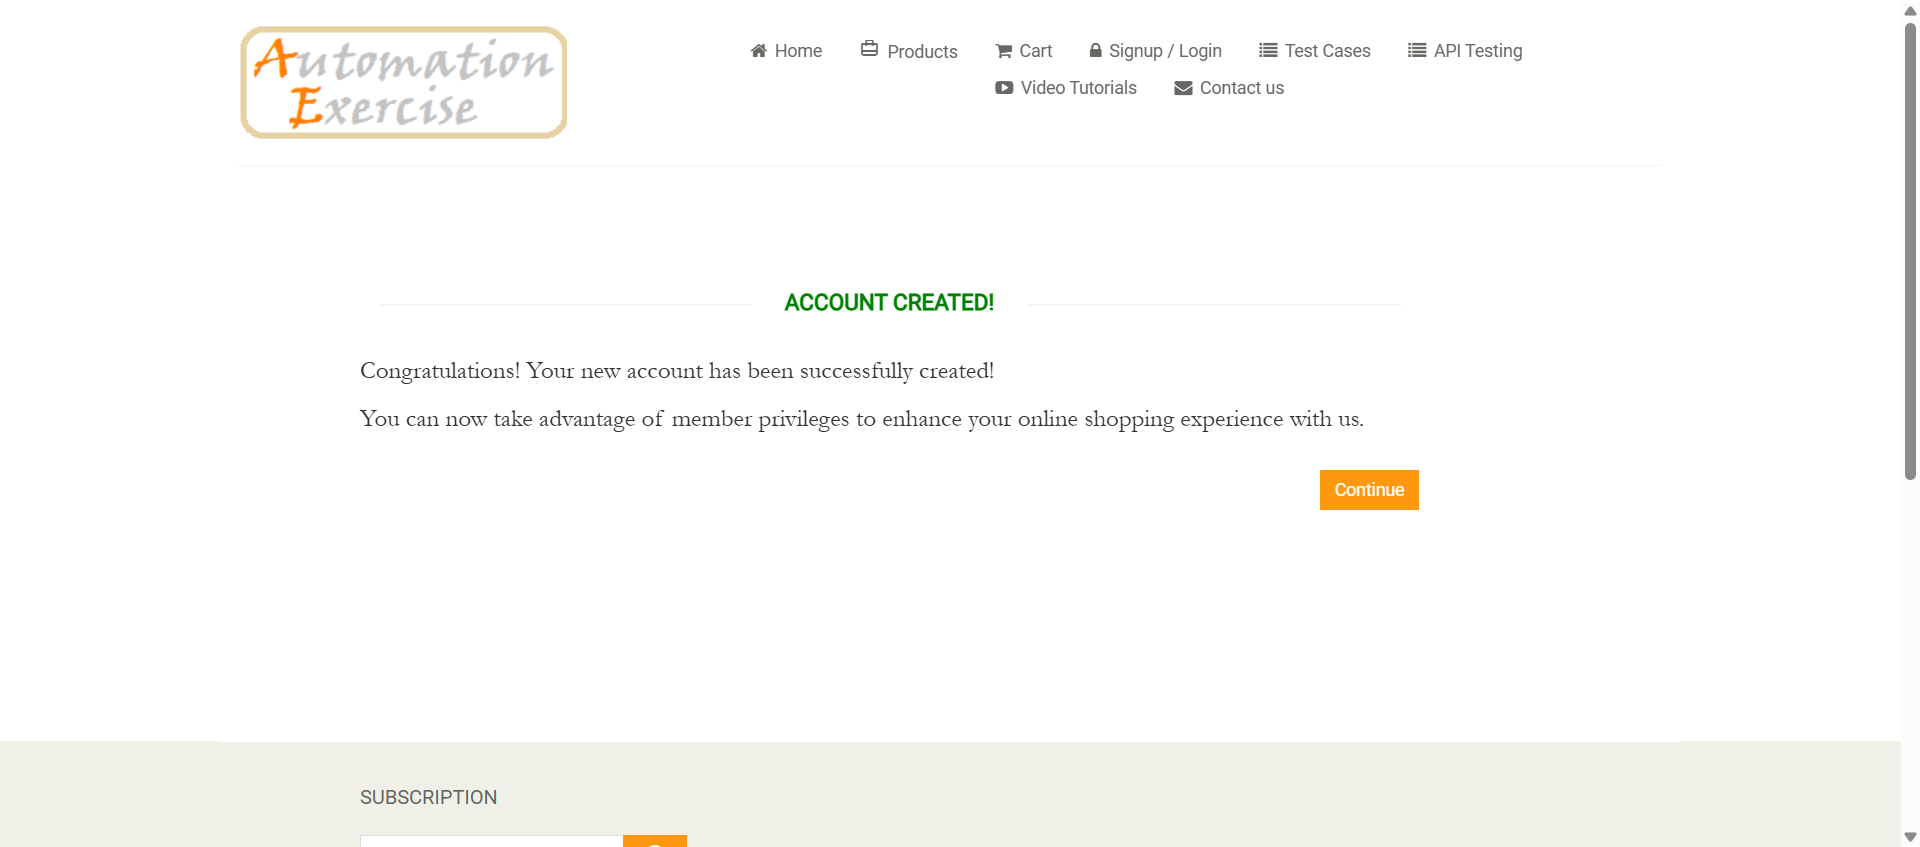 Automation
Exercise
Home
Products
Cart
Signup / Login
Test Cases
API Testing
Video Tutorials
Contact us
ACCOUNT CREATED!
Congratulations! Your new account has been successfully created!
You can now take advantage of member privileges to enhance your online shopping experience with us.
Continue
SUBSCRIPTION